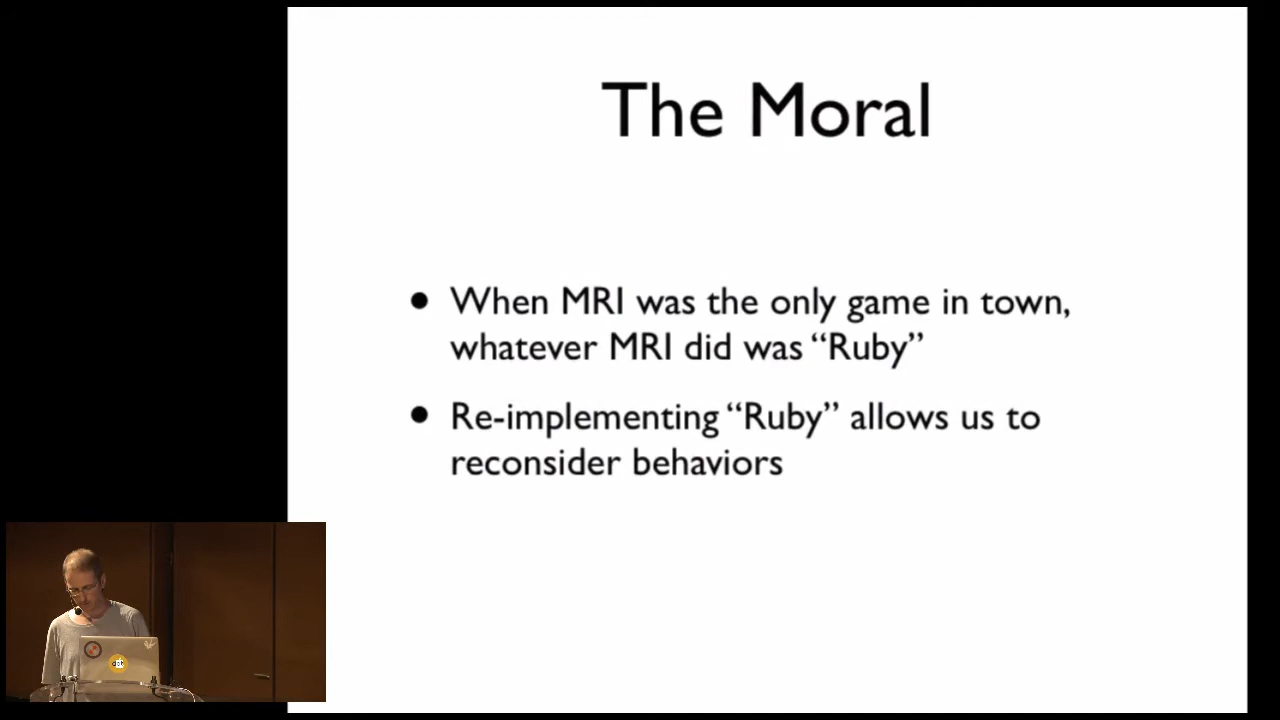 The Moral
• When MRI was the only game in town,
whatever MRI did was “Ruby”
• Re-implementing “Ruby” allows us to
reconsider behaviors
dot